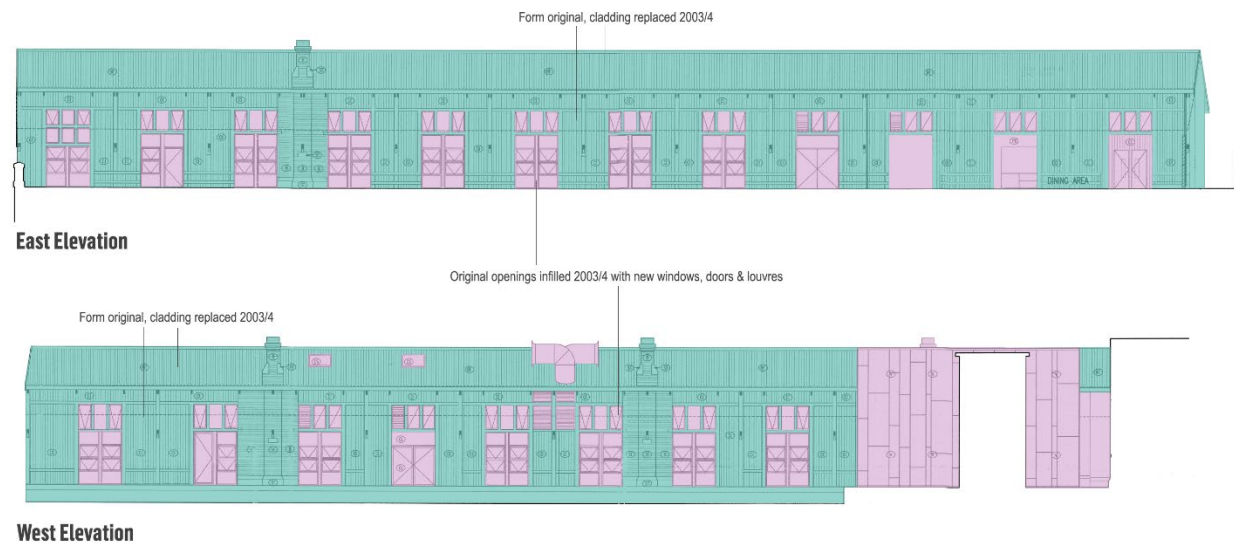 Form original, cladding replaced 2003/4
DINING AREA
East Elevation
Original openings infilled 2003/4 with new windows, doors & louvres
Form original, cladding replaced 2003/4
West Elevation